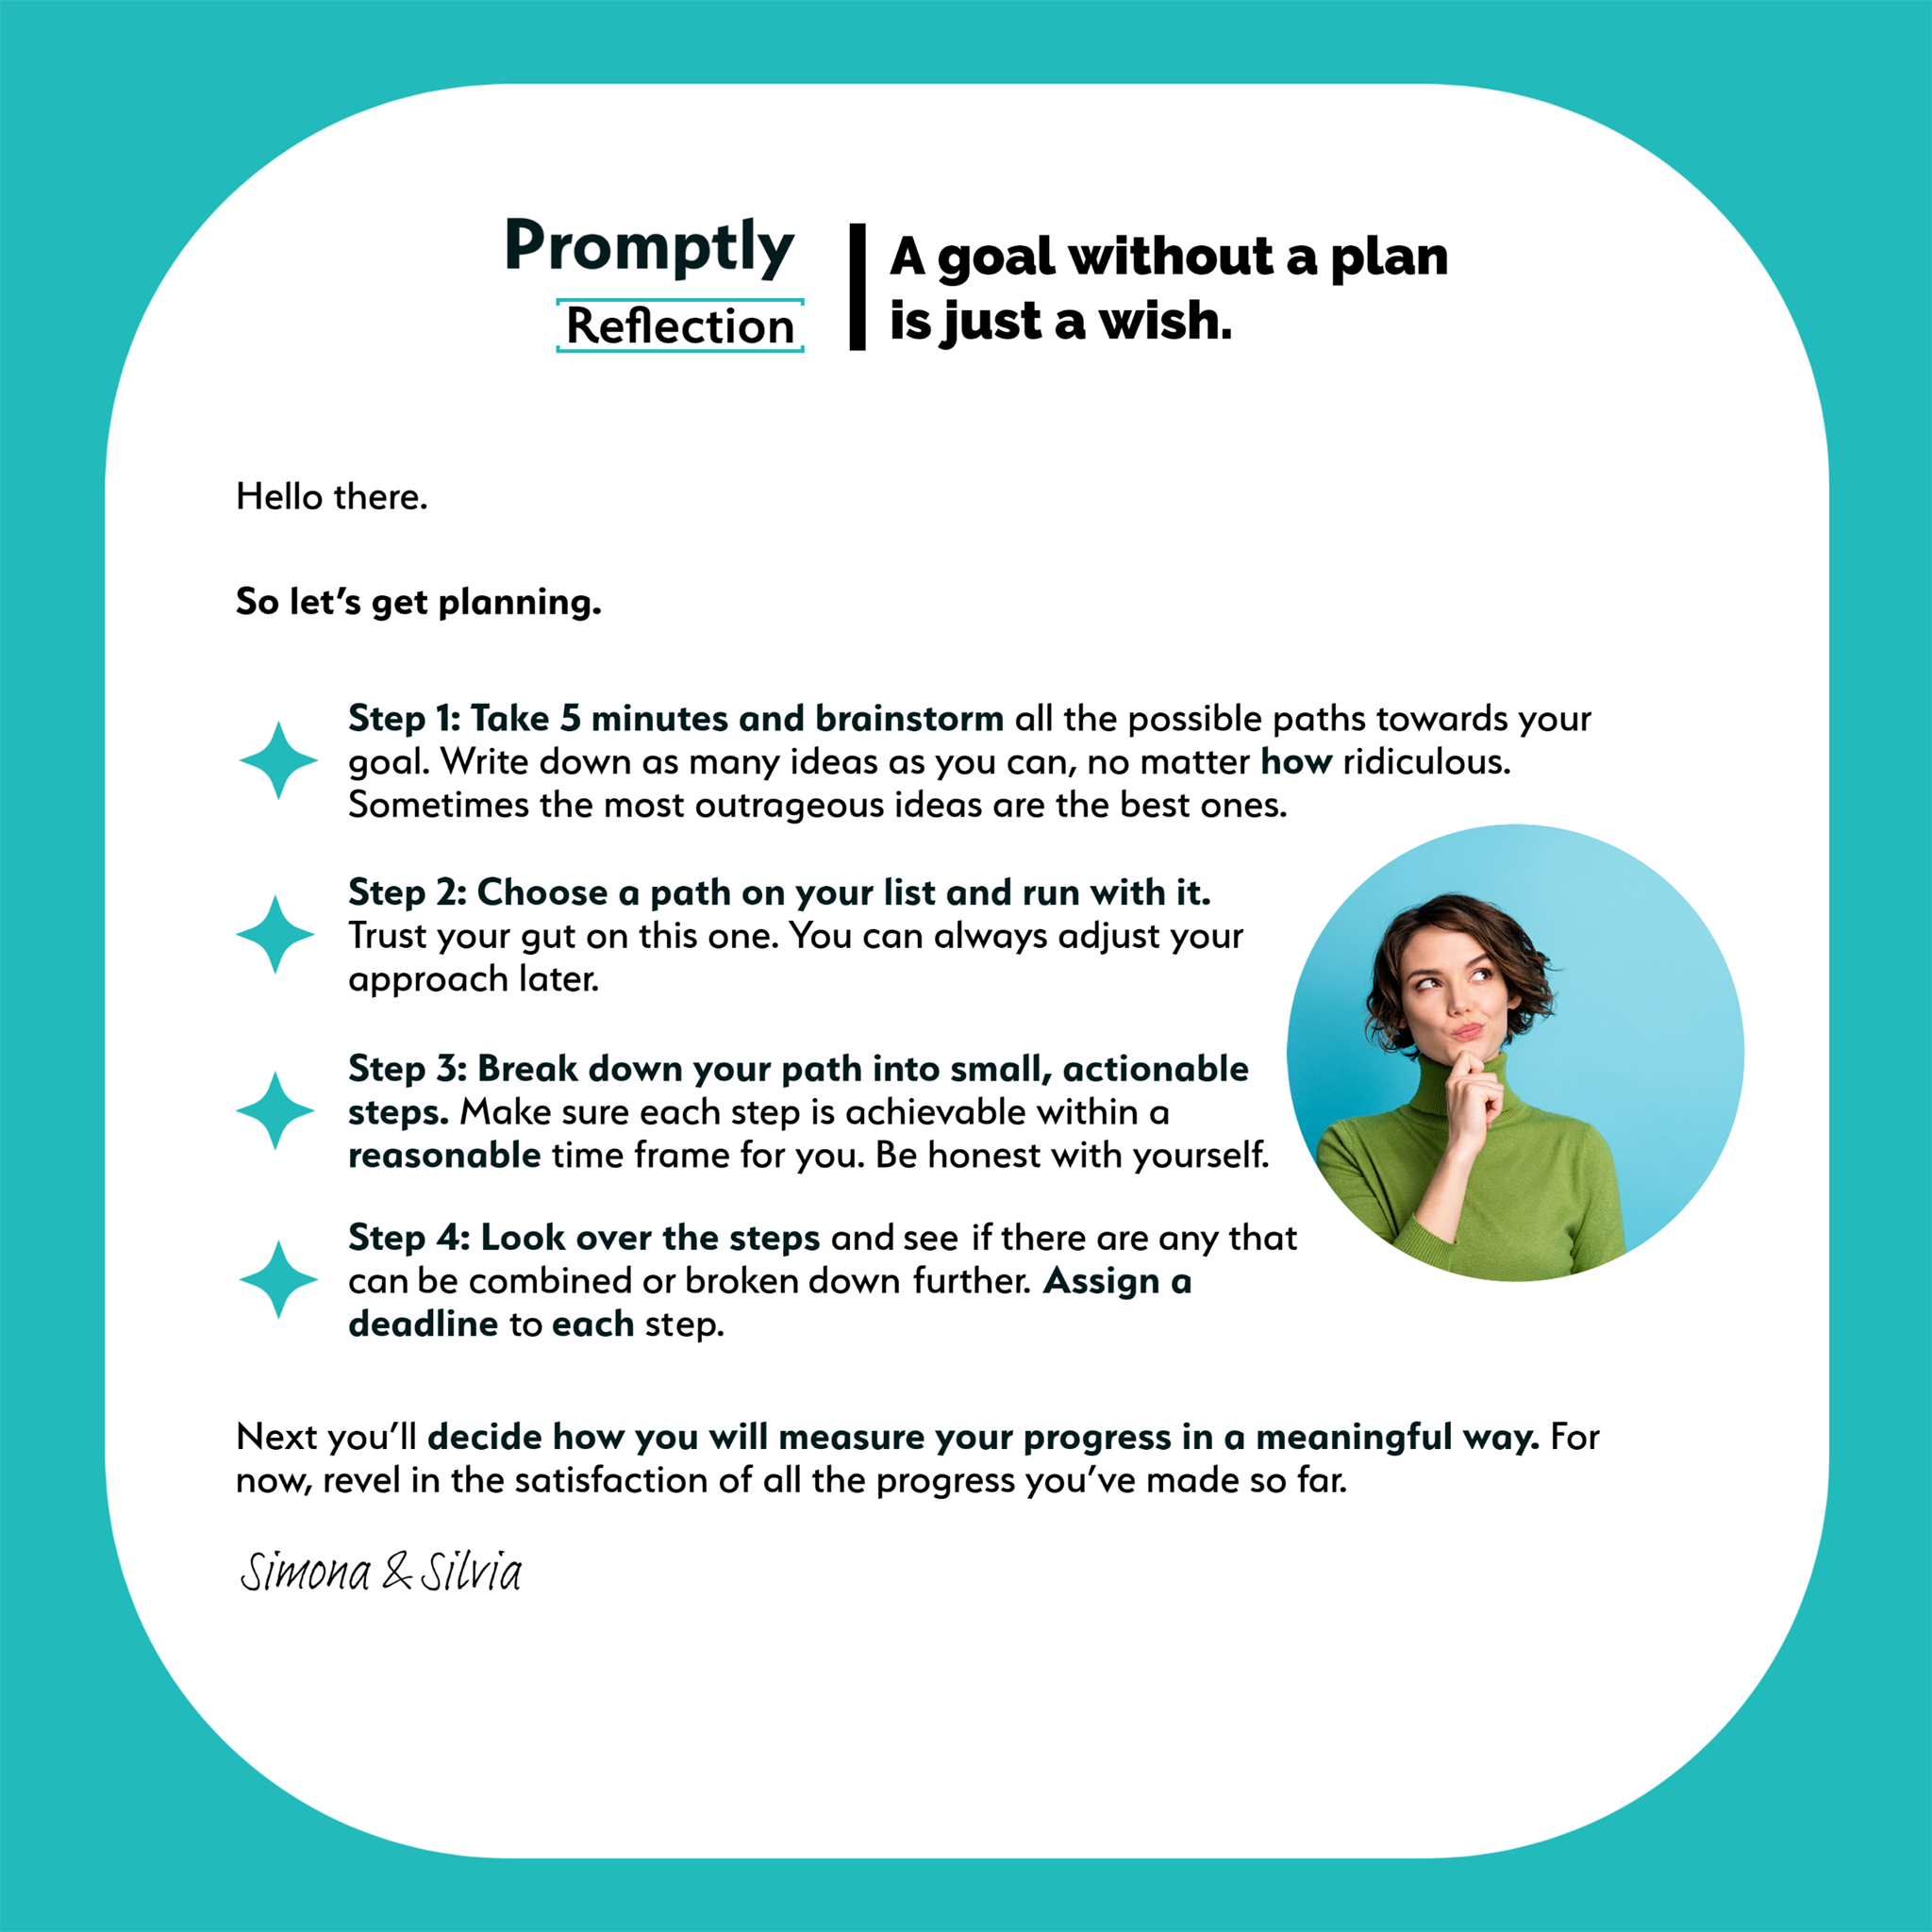 Promptly
Reflection
A goal without a plan
is just a wish.
Hello there.
So let’s get planning.
Step 1: Take 5 minutes and brainstorm all the possible paths towards your
goal. Write down as many ideas as you can, no matter how ridiculous.
Sometimes the most outrageous ideas are the best ones.
Step 2: Choose a path on your list and run with it.
Trust your gut on this one. You can always adjust your
approach later.
Step 3: Break down your path into small, actionable
steps. Make sure each step is achievable within a
reasonable time frame for you. Be honest with yourself.
Step 4: Look over the steps and see if there are any that
can be combined or broken down further. Assign a
deadline to each step.
Next you’ll decide how you will measure your progress in a meaningful way. For
now, revel in the satisfaction of all the progress you’ve made so far.
Simona & Silvia